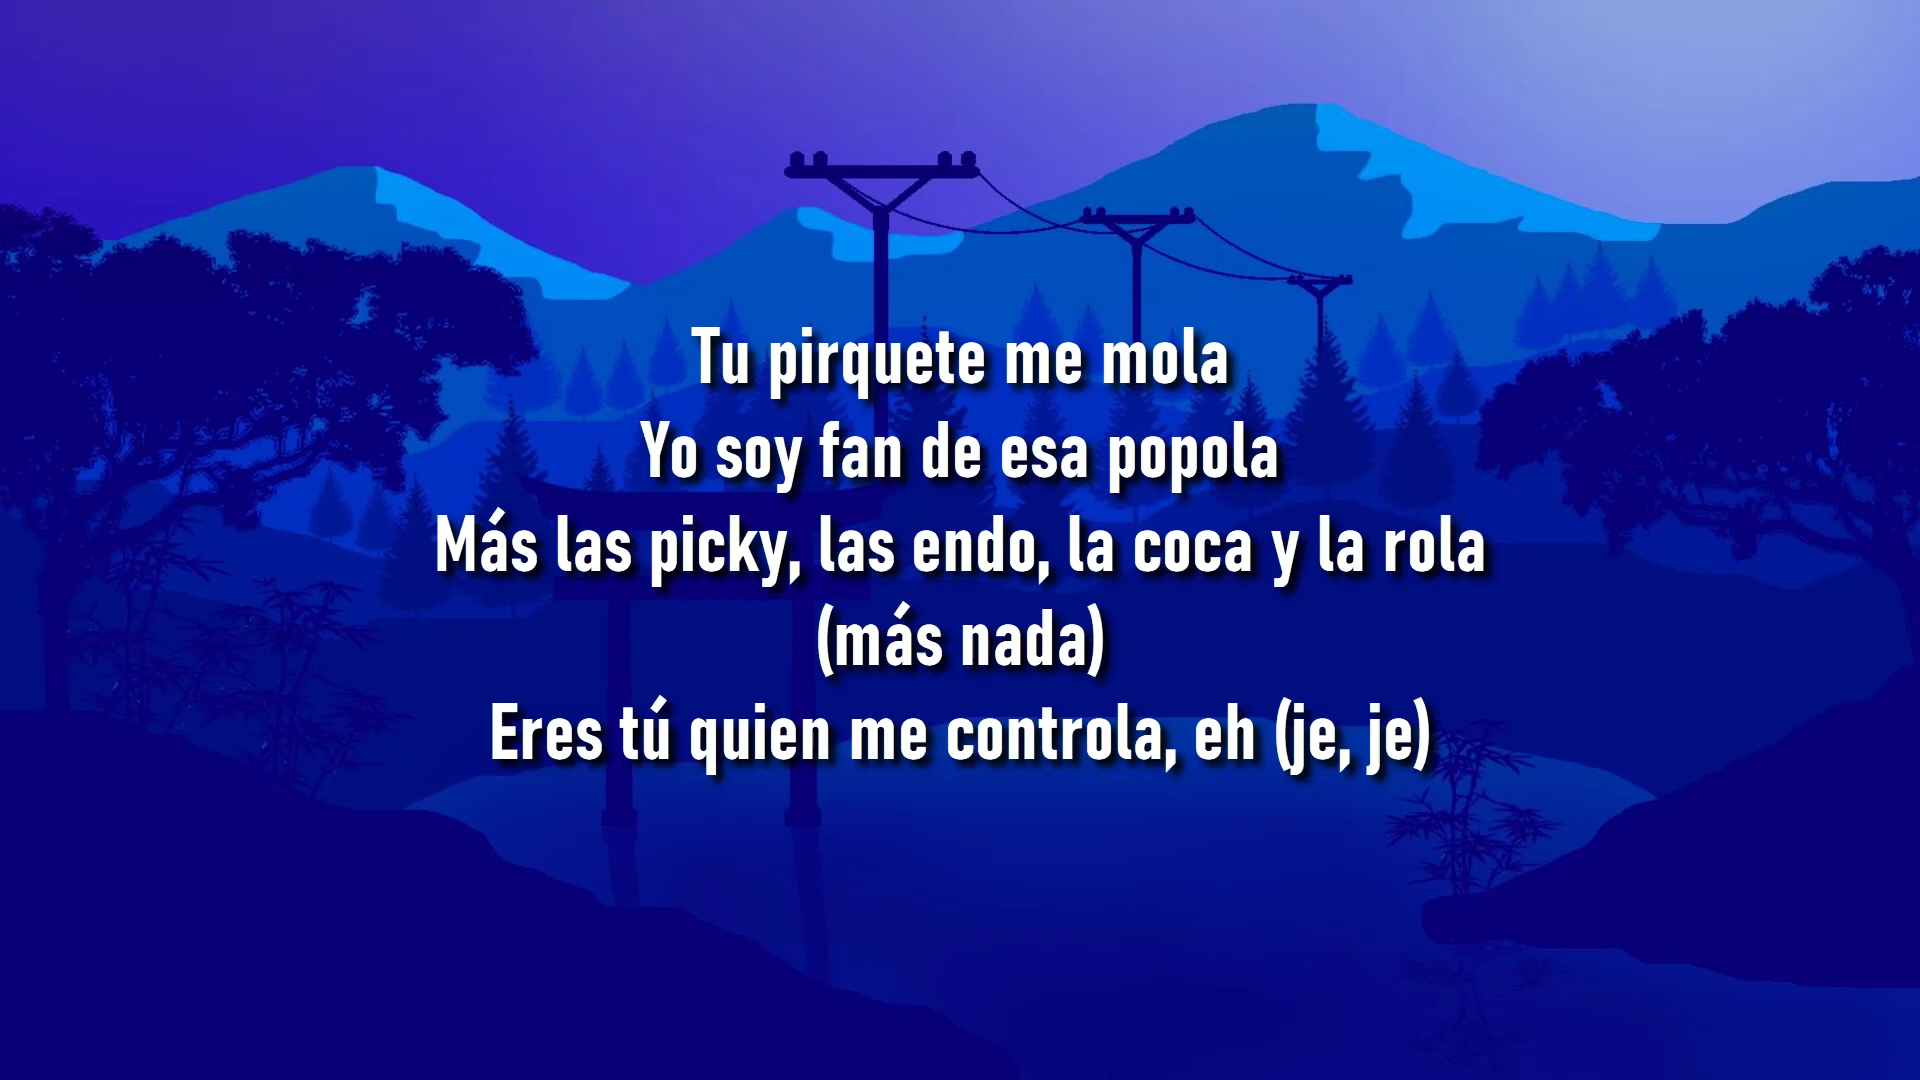 Tu pirquete me mola
Yo soy fan de esa popola
Más las picky, las endo, la coca y la rola
(más nada)
Eres tú quien me controla, eh (je, je)